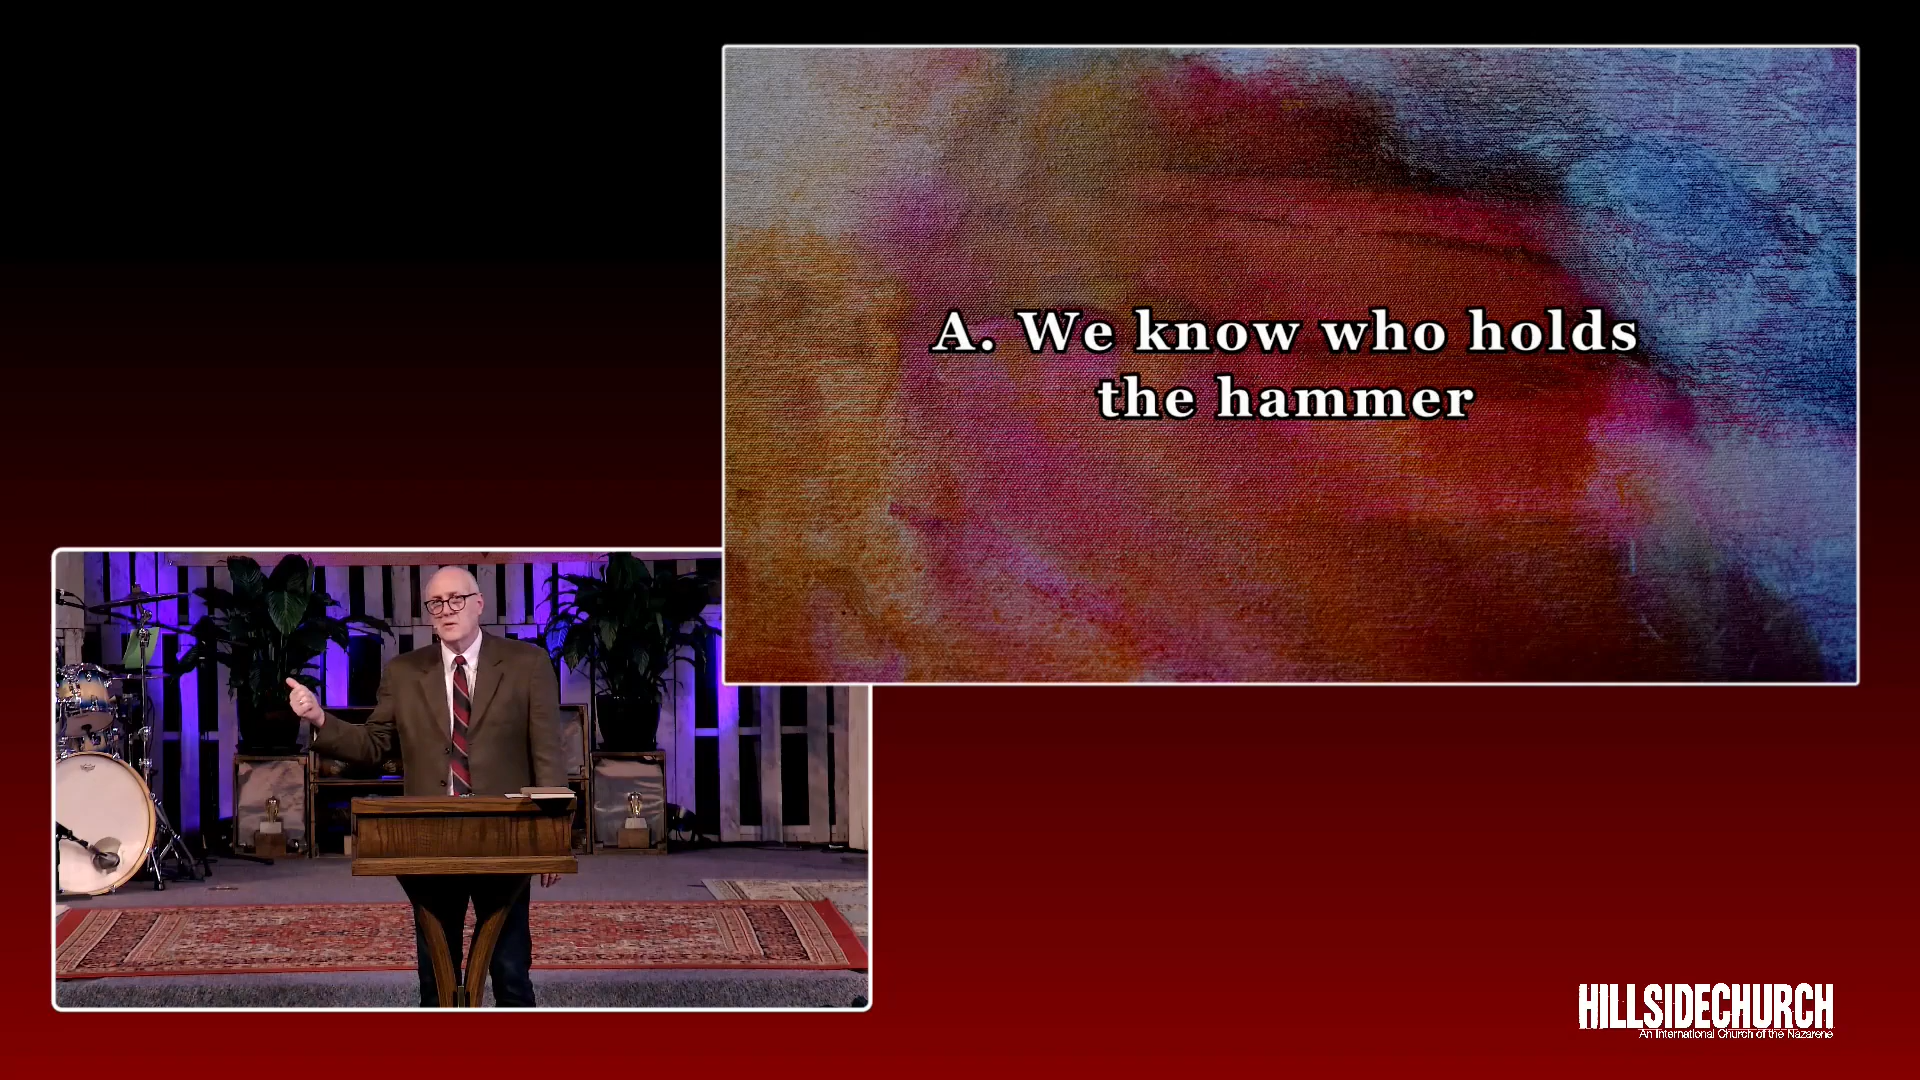 A. We know who holds
the hammer
HILLSIDECHURCH
An International Church of the Nazarene